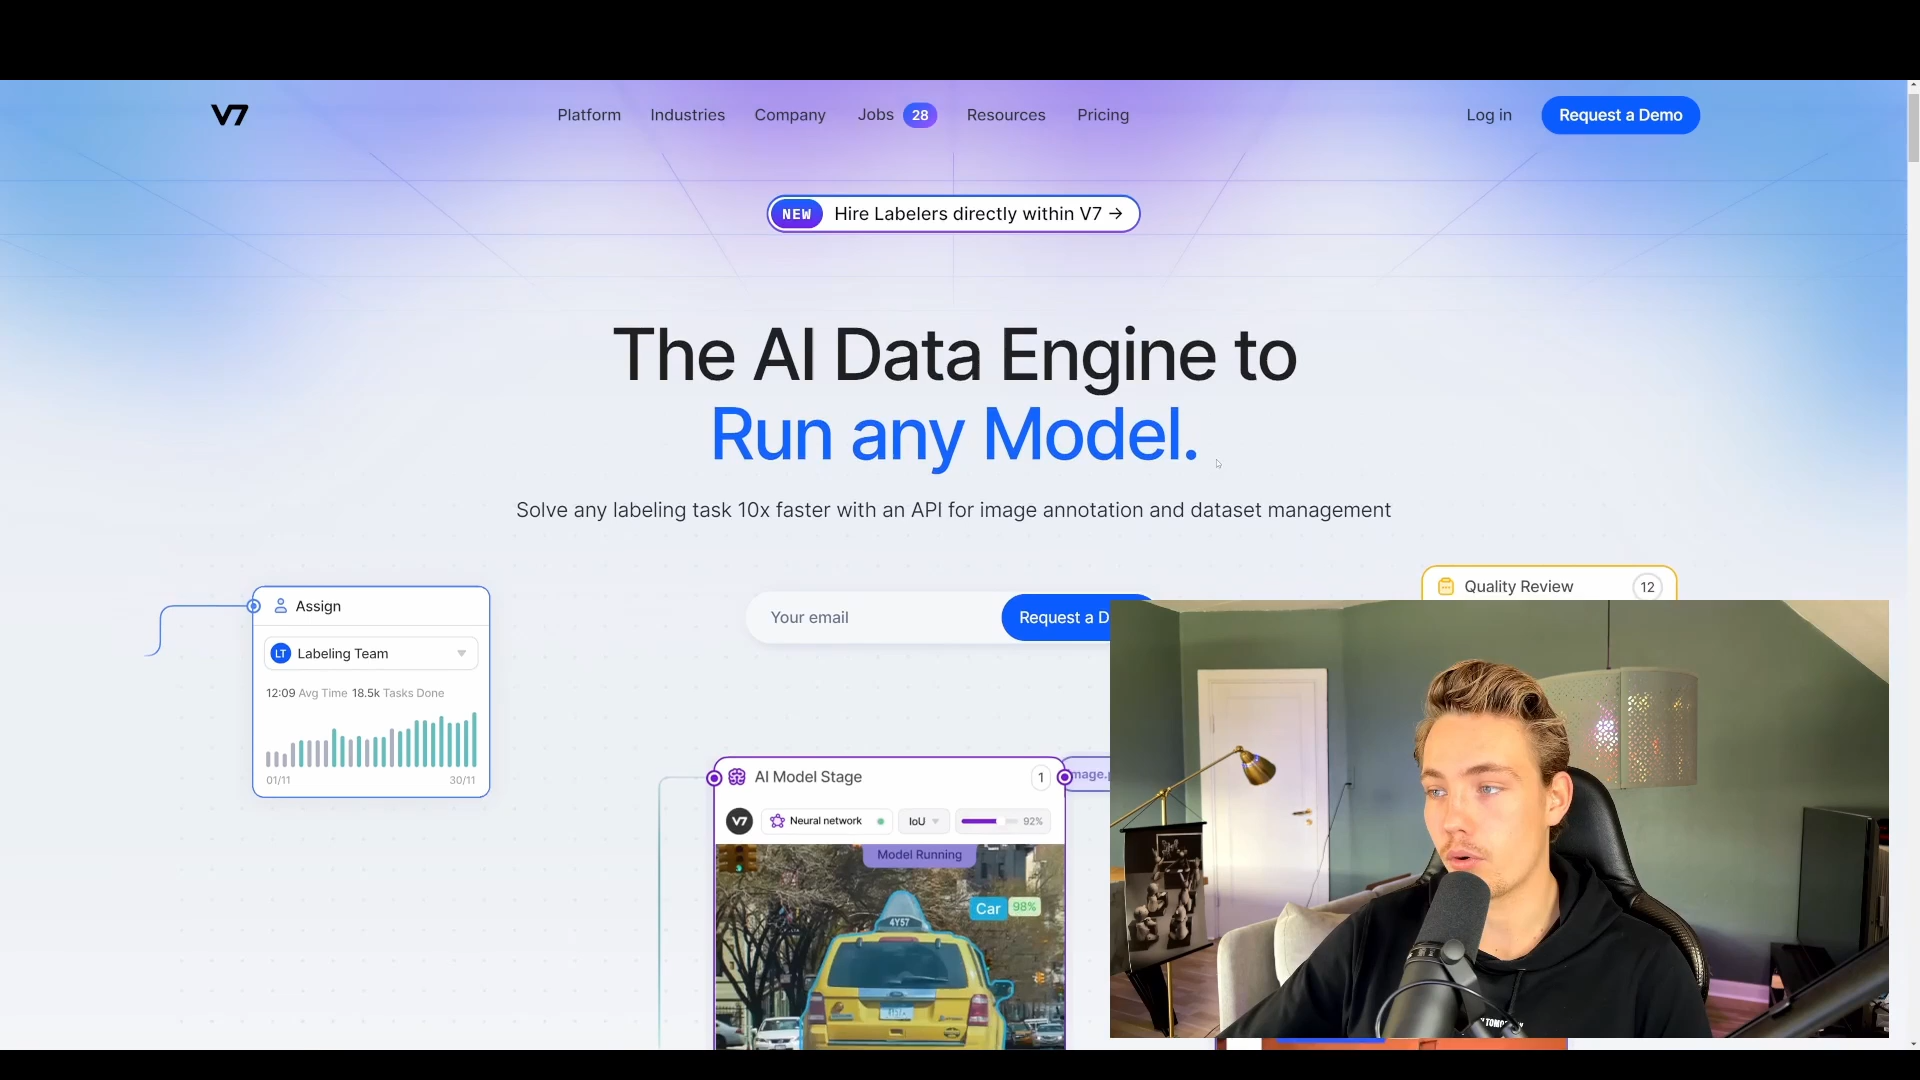 V7
Platform
Industries
Company
Jobs 28
Resources
Pricing
Log in
Request a Demo
NEW Hire Labelers directly within V7 →
The AI Data Engine to
Run any Model.
Solve any labeling task 10x faster with an API for image annotation and dataset management
Assign
LT Labeling Team
12:09 Avg Time 18.5k Tasks Done
01/11
30/11
Your email
Request a D
Quality Review
12
AI Model Stage
1
V7
Neural network
IoU
92%
Model Running
Car
98%
4Y57